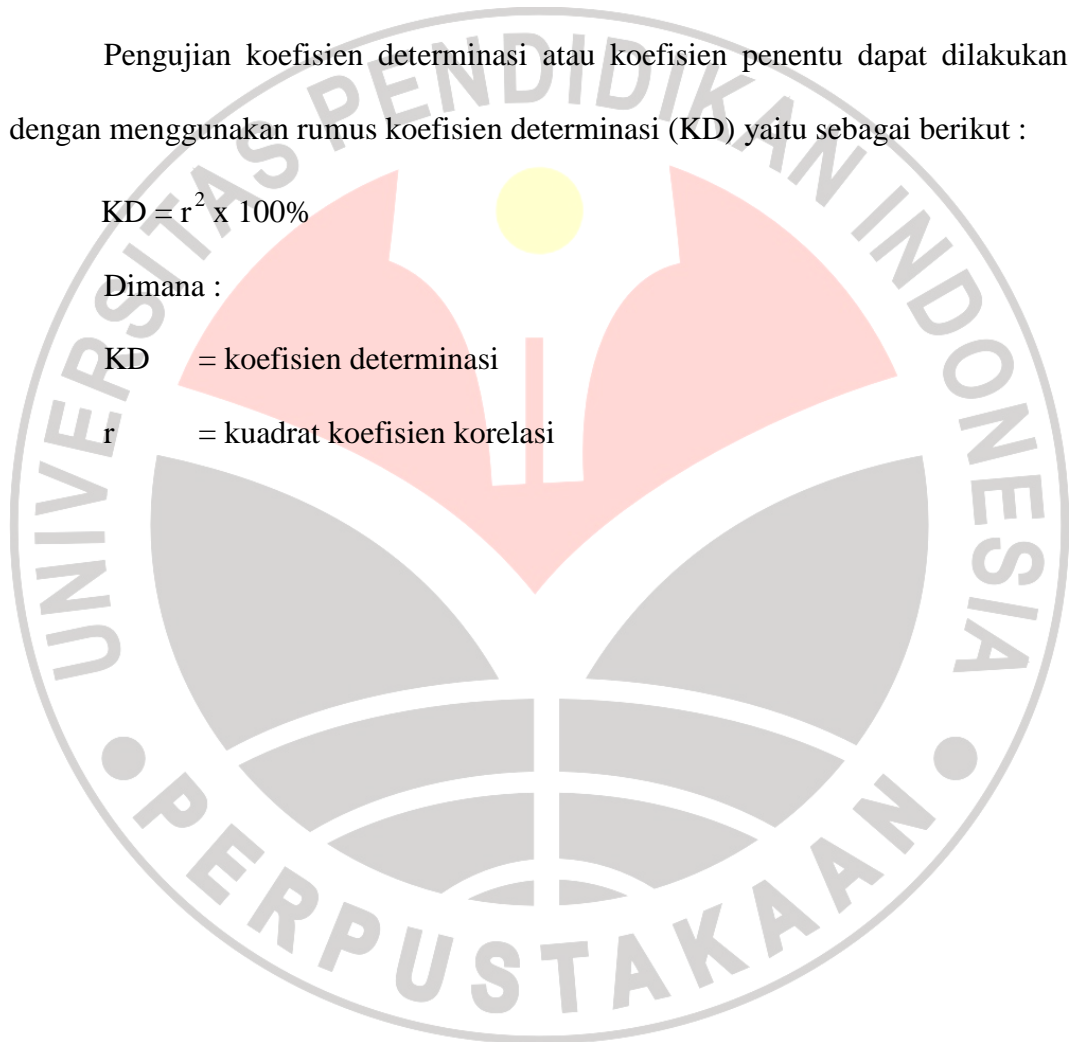 Pengujian koefisien determinasi atau koefisien penentu dapat dilakukan
dengan menggunakan rumus koefisien determinasi (KD) yaitu sebagai berikut :
KD = r² x 100%
Dimana :
KD = koefisien determinasi
r = kuadrat koefisien korelasi
UNIVERSITAS PENDIDIKAN INDONESIA
PERPUSTAKAAN